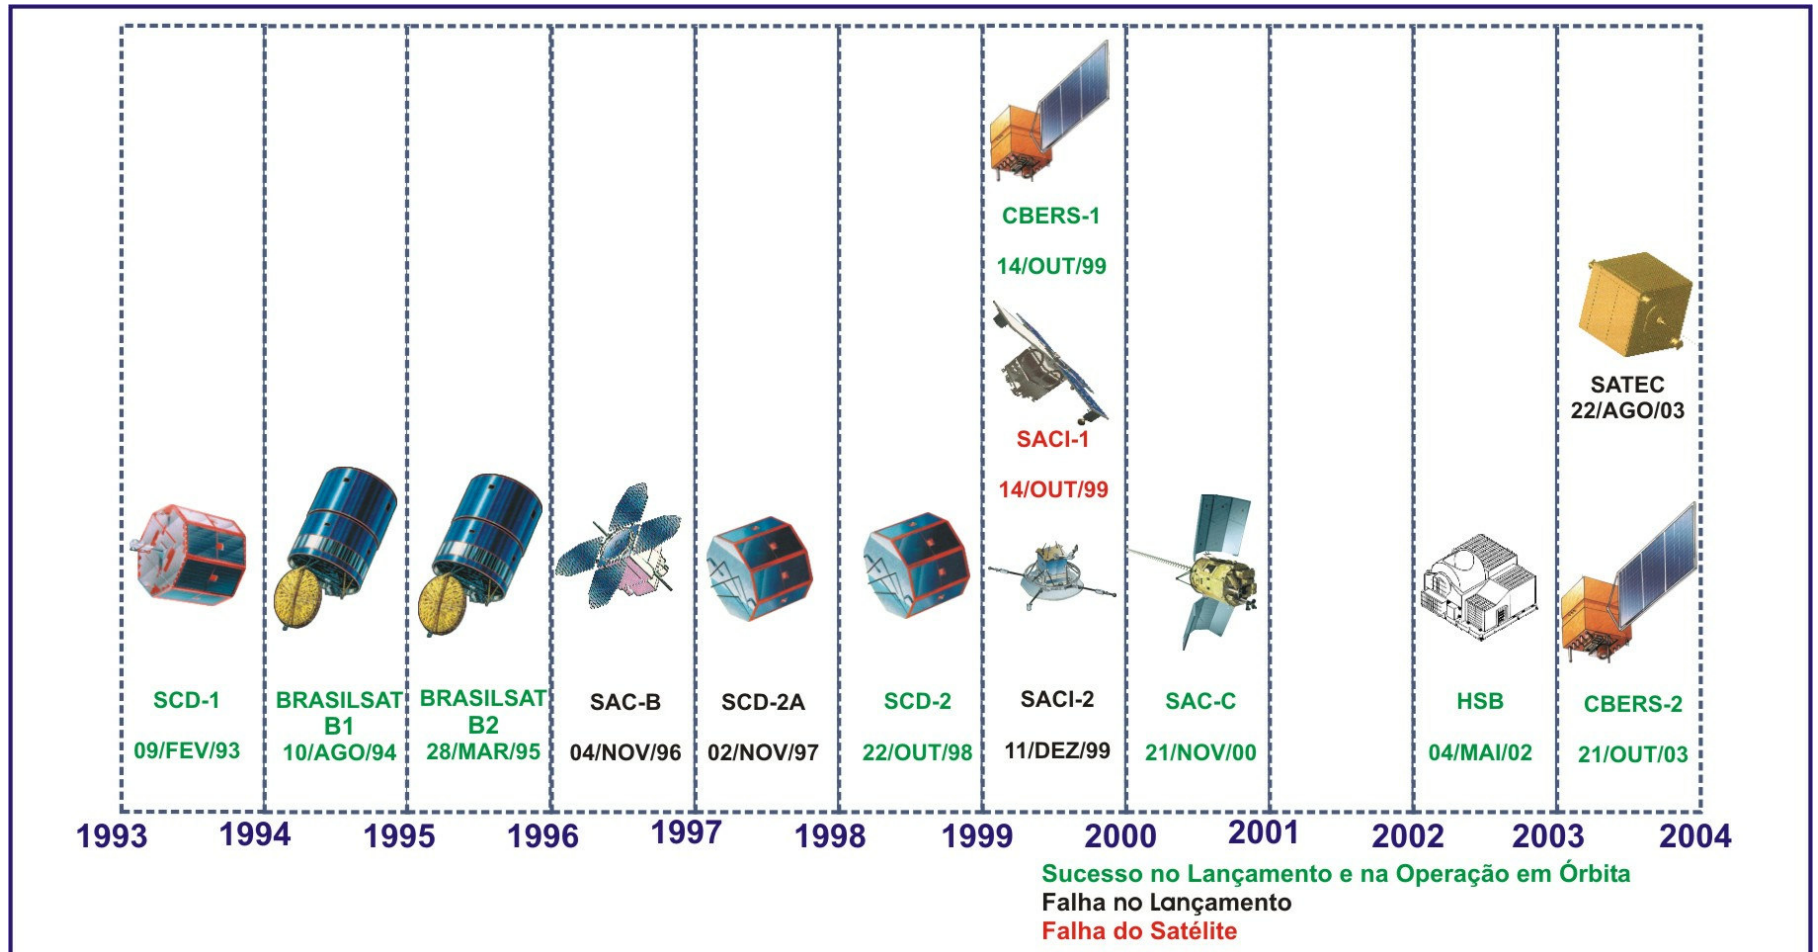 CBERS-1
14/OUT/99
SACI-1
14/OUT/99
SATEC
22/AGO/03
SCD-1
09/FEV/93
BRASILSAT
B1
10/AGO/94
BRASILSAT
B2
28/MAR/95
SAC-B
04/NOV/96
SCD-2A
02/NOV/97
SCD-2
22/OUT/98
SACI-2
11/DEZ/99
SAC-C
21/NOV/00
HSB
04/MAI/02
CBERS-2
21/OUT/03
1993 1994 1995 1996 1997 1998 1999 2000 2001 2002 2003 2004
Sucesso no Lançamento e na Operação em Órbita
Falha no Lançamento
Falha do Satélite